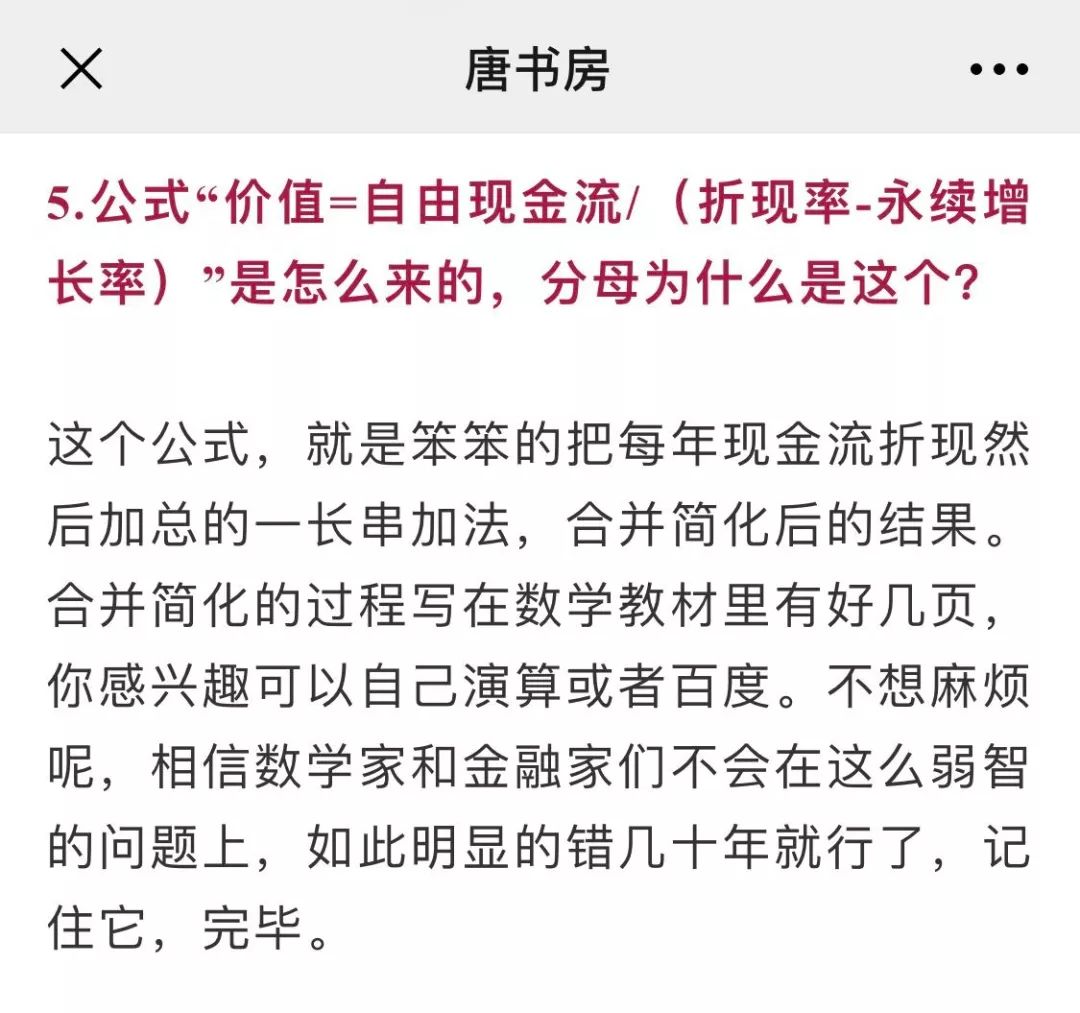 唐书房
5.公式“价值=自由现金流/（折现率-永续增
长率）”是怎么来的，分母为什么是这个？
这个公式，就是笨笨的把每年现金流折现然
后加总的一长串加法，合并简化后的结果。
合并简化的过程写在数学教材里有好几页，
你感兴趣可以自己演算或者百度。不想麻烦
呢，相信数学家和金融家们不会在这么弱智
的问题上，如此明显的错几十年就行了，记
住它，完毕。